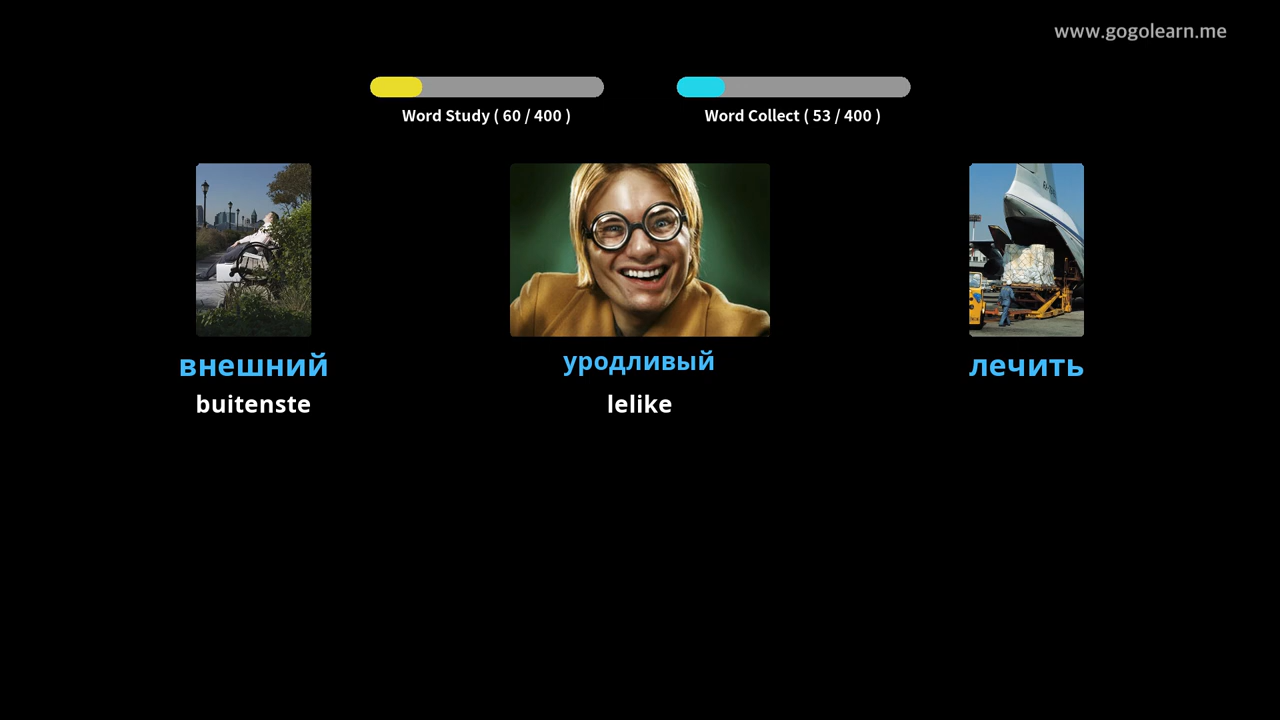 www.gogolearn.me
Word Study ( 60 / 400 )
Word Collect ( 53 / 400 )
внешний
buitenste
уродливый
lelike
лечить